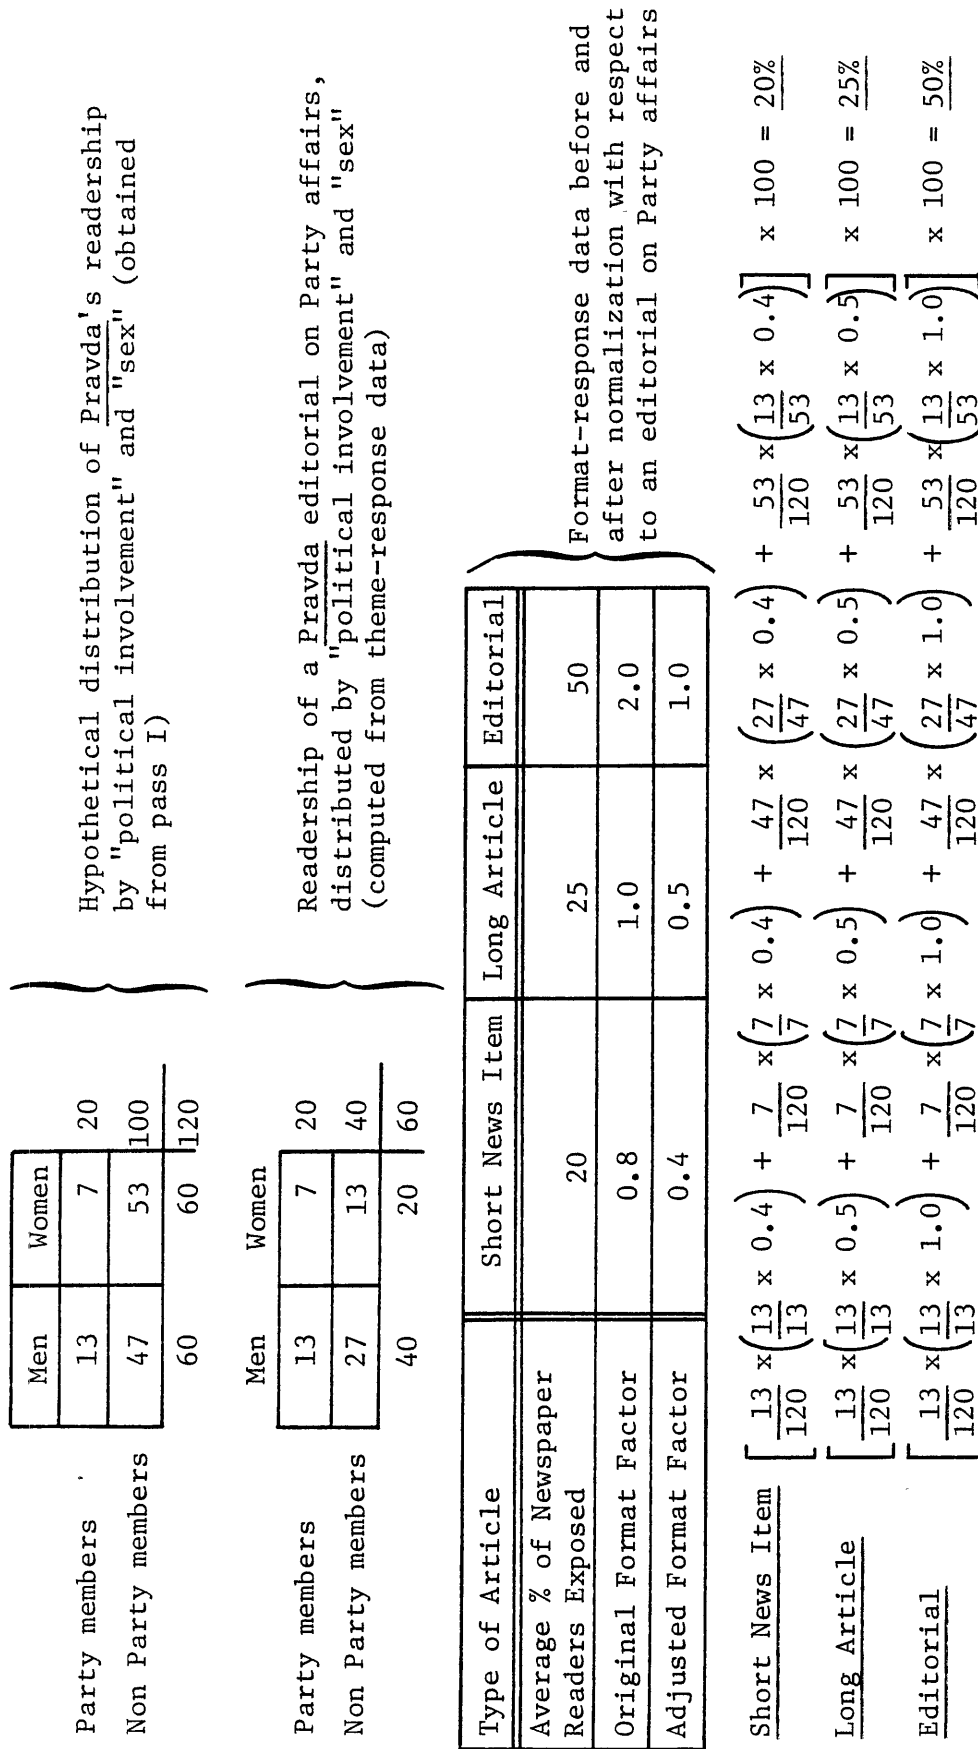 Men Women
Party members 13 7 20
Non Party members 47 53 100
60 60 120
Hypothetical distribution of Pravda's readership
by "political involvement" and "sex" (obtained
from pass I)
Men Women
Party members 13 7 20
Non Party members 27 13 40
40 20 60
Readership of a Pravda editorial on Party affairs,
distributed by "political involvement" and "sex"
(computed from theme-response data)
Type of Article Short News Item Long Article Editorial
Average % of Newspaper
Readers Exposed 20 25 50
Original Format Factor 0.8 1.0 2.0
Adjusted Format Factor 0.4 0.5 1.0
Format-response data before and
after normalization with respect
to an editorial on Party affairs
Short News Item [13/120 x (13/13 x 0.4) + 7/120 x (7/7 x 0.4) + 47/120 x (27/47 x 0.4) + 53/120 x (13/53 x 0.4)] x 100 = 20%
Long Article [13/120 x (13/13 x 0.5) + 7/120 x (7/7 x 0.5) + 47/120 x (27/47 x 0.5) + 53/120 x (13/53 x 0.5)] x 100 = 25%
Editorial [13/120 x (13/13 x 1.0) + 7/120 x (7/7 x 1.0) + 47/120 x (27/47 x 1.0) + 53/120 x (13/53 x 1.0)] x 100 = 50%